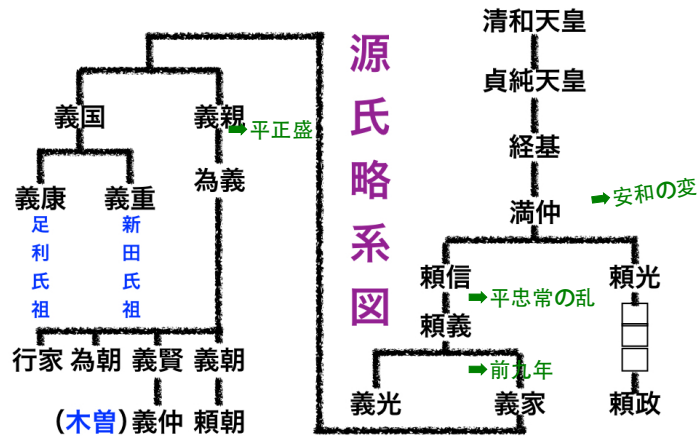 源氏略系図
清和天皇
貞純天皇
経基
満仲
➡安和の変
頼信
頼光
➡平忠常の乱
頼義
➡前九年
義光
義家
頼政
義国
義親
➡平正盛
為義
義康
義重
足利氏祖
新田氏祖
行家
為朝
義賢
義朝
(木曽)義仲
頼朝